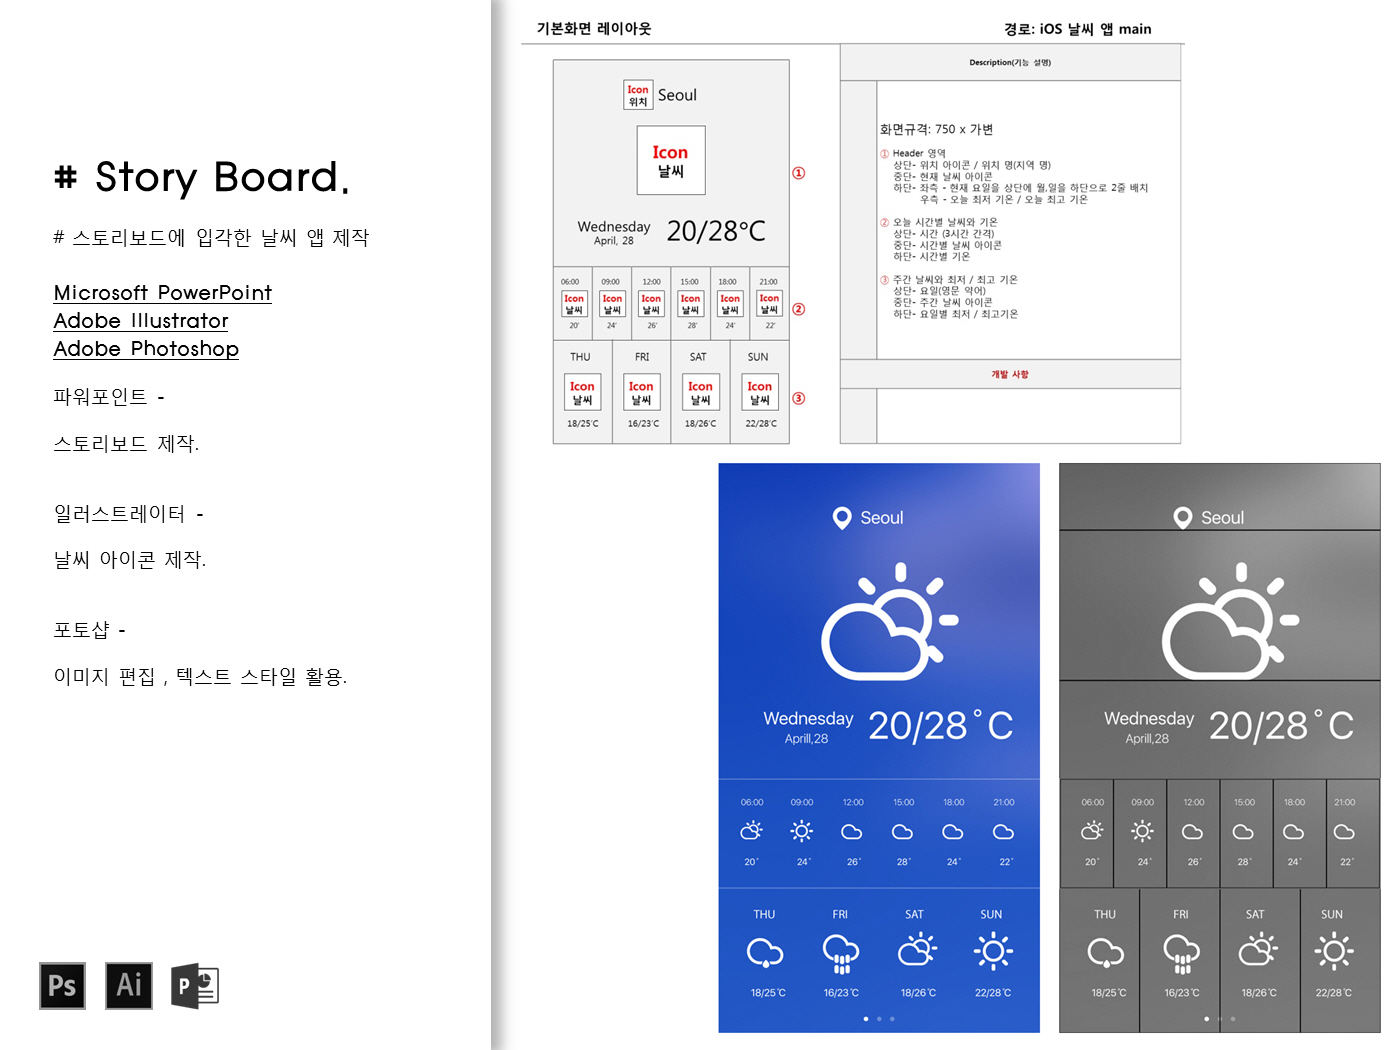 # Story Board.
# 스토리보드에 입각한 날씨 앱 제작
Microsoft PowerPoint
Adobe Illustrator
Adobe Photoshop
파워포인트 -
스토리보드 제작.
일러스트레이터 -
날씨 아이콘 제작.
포토샵 -
이미지 편집 , 텍스트 스타일 활용.
Ps Ai P
기본화면 레이아웃
경로: iOS 날씨 앱 main
Icon
위치
Seoul
Icon
날씨
①
Wednesday
April, 28
20/28°C
06:00 09:00 12:00 15:00 18:00 21:00
Icon Icon Icon Icon Icon Icon
날씨 날씨 날씨 날씨 날씨 날씨
②
20' 24' 26' 28' 24' 22'
THU FRI SAT SUN
Icon Icon Icon Icon
날씨 날씨 날씨 날씨
③
18/25'C 16/23'C 18/26'C 22/28'C
Description(기능 설명)
화면규격: 750 x 가변
① Header 영역
상단- 위치 아이콘 / 위치 명(지역 명)
중단- 현재 날씨 아이콘
하단- 좌측 - 현재 요일을 상단에 월,일을 하단으로 2줄 배치
우측 - 오늘 최저 기온 / 오늘 최고 기온
② 오늘 시간별 날씨와 기온
상단- 시간 (3시간 간격)
중단- 시간별 날씨 아이콘
하단- 시간별 기온
③ 주간 날씨와 최저 / 최고 기온
상단- 요일(영문 약어)
중단- 주간 날씨 아이콘
하단- 요일별 최저 / 최고기온
개발 사항
Seoul
Wednesday
Aprill,28
20/28°C
06:00 09:00 12:00 15:00 18:00 21:00
20° 24° 26° 28° 24° 22°
THU FRI SAT SUN
18/25°C 16/23°C 18/26°C 22/28°C
Seoul
Wednesday
Aprill,28
20/28°C
06:00 09:00 12:00 15:00 18:00 21:00
20° 24° 26° 28° 24° 22°
THU FRI SAT SUN
18/25°C 16/23°C 18/26°C 22/28°C